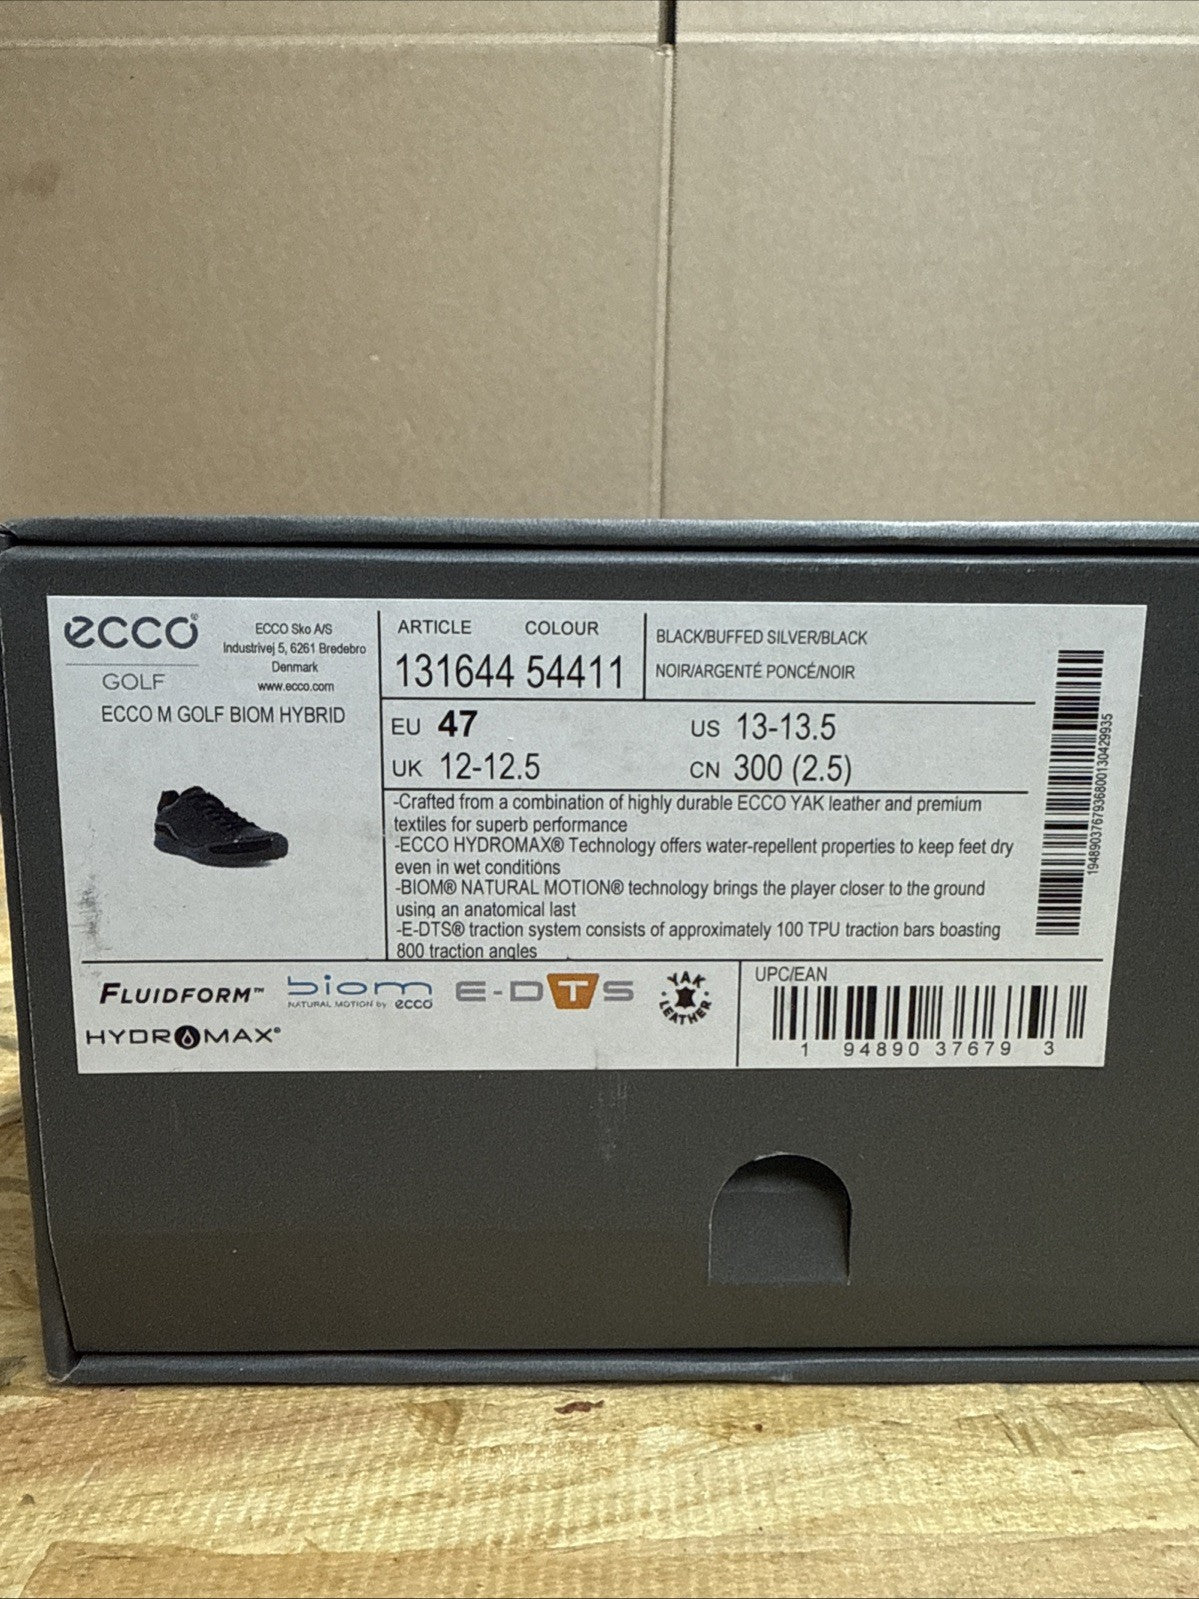 ecco®
GOLF
ECCO Sko A/S
Industrivej 5, 6261 Bredebro
Denmark
www.ecco.com
ECCO M GOLF BIOM HYBRID
ARTICLE COLOUR
131644 54411
BLACK/BUFFED SILVER/BLACK
NOIR/ARGENTÉ PONCÉ/NOIR
EU 47 US 13-13.5
UK 12-12.5 CN 300 (2.5)
-Crafted from a combination of highly durable ECCO YAK leather and premium
textiles for superb performance
-ECCO HYDROMAX® Technology offers water-repellent properties to keep feet dry
even in wet conditions
-BIOM® NATURAL MOTION® technology brings the player closer to the ground
using an anatomical last
-E-DTS® traction system consists of approximately 100 TPU traction bars boasting
800 traction angles
1948903767936800130429935
FLUIDFORM™
biom
NATURAL MOTION by ecco
E-DTS
YAK
LEATHER
HYDROMAX®
UPC/EAN
1 94890 37679 3